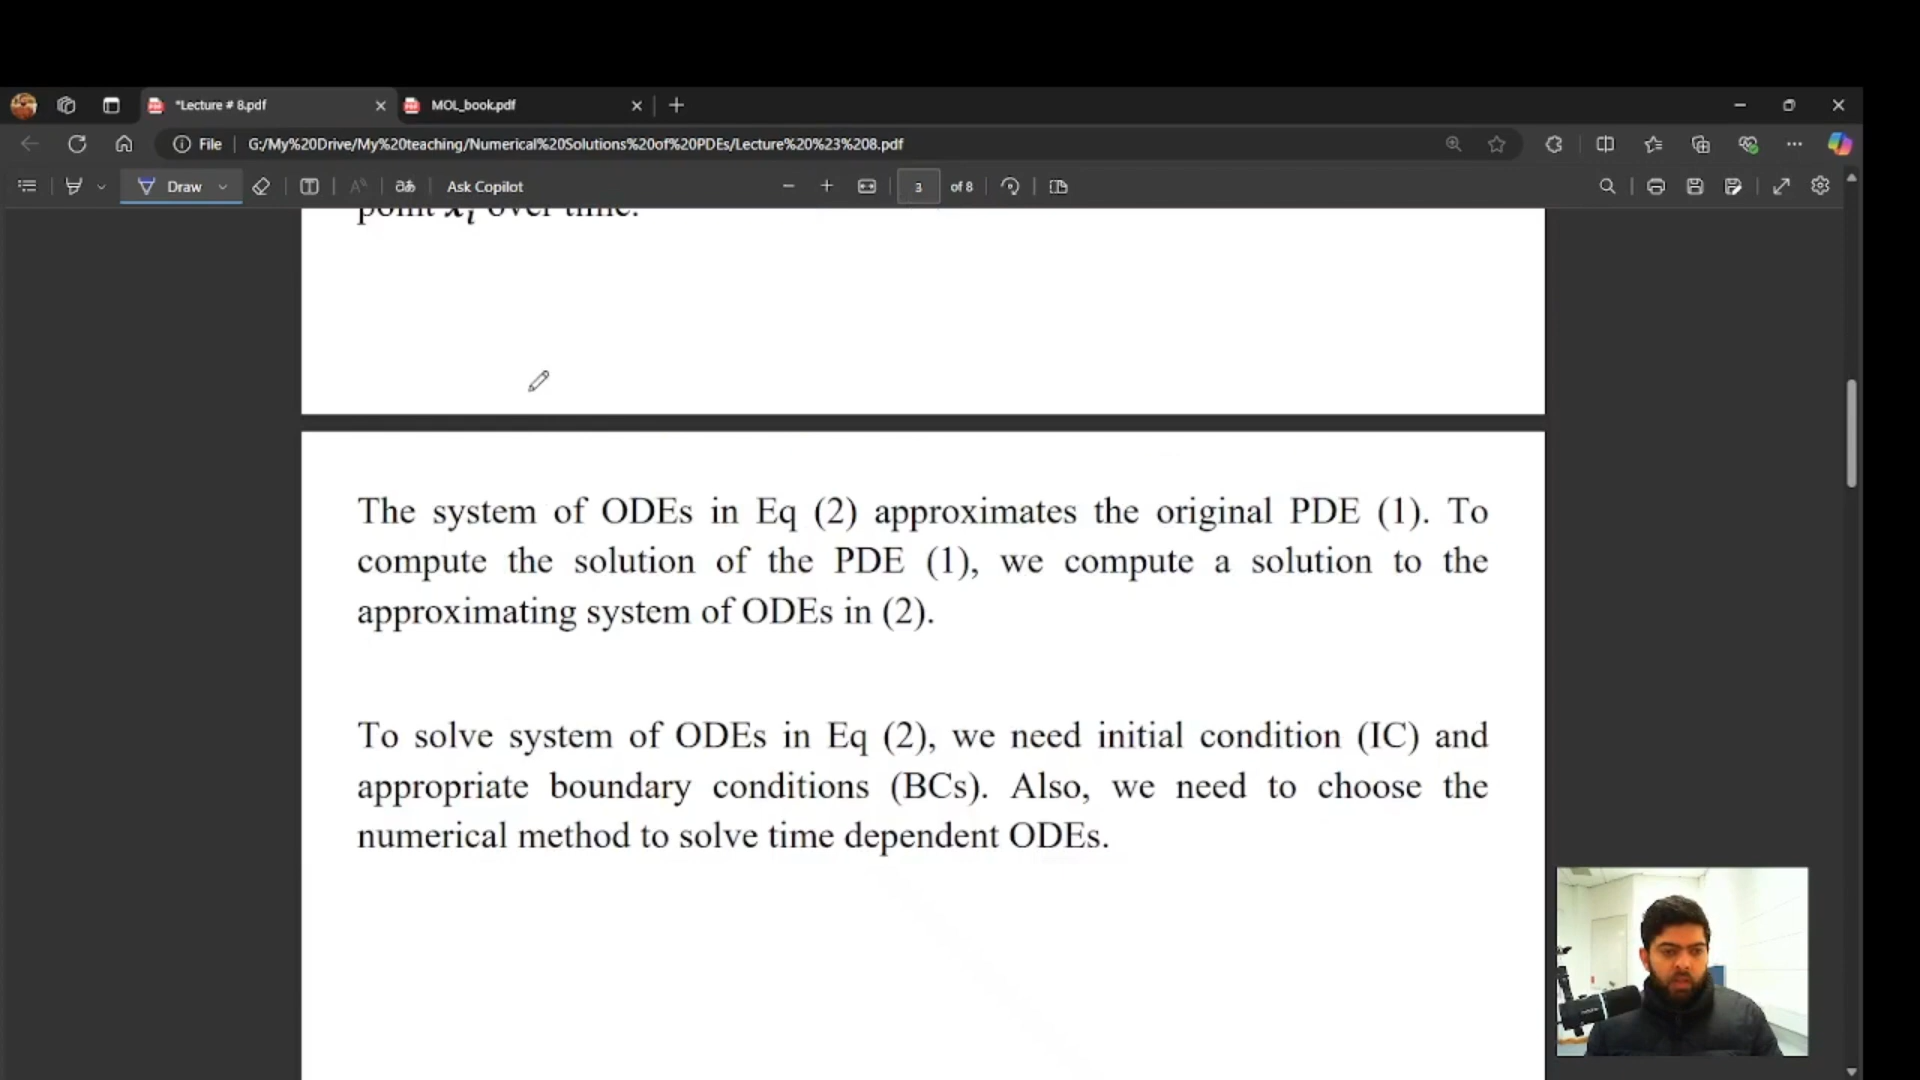 *Lecture # 8.pdf
MOL_book.pdf
File
G:/My%20Drive/My%20teaching/Numerical%20Solutions%20of%20PDEs/Lecture%20%23%208.pdf
Draw
Ask Copilot
3 of 8
point xᵢ over time.
The system of ODEs in Eq (2) approximates the original PDE (1). To
compute the solution of the PDE (1), we compute a solution to the
approximating system of ODEs in (2).
To solve system of ODEs in Eq (2), we need initial condition (IC) and
appropriate boundary conditions (BCs). Also, we need to choose the
numerical method to solve time dependent ODEs.